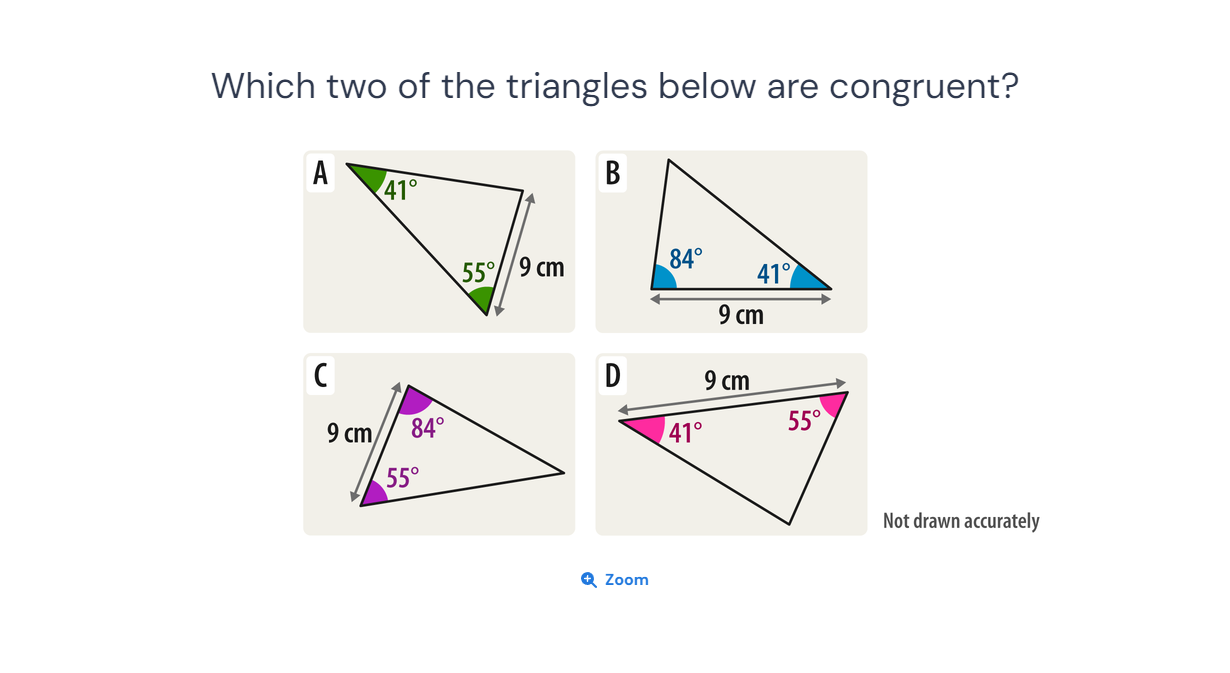 Which two of the triangles below are congruent?
A
41°
55°
9 cm
B
84°
41°
9 cm
C
9 cm
84°
55°
D
9 cm
41°
55°
Not drawn accurately
Zoom